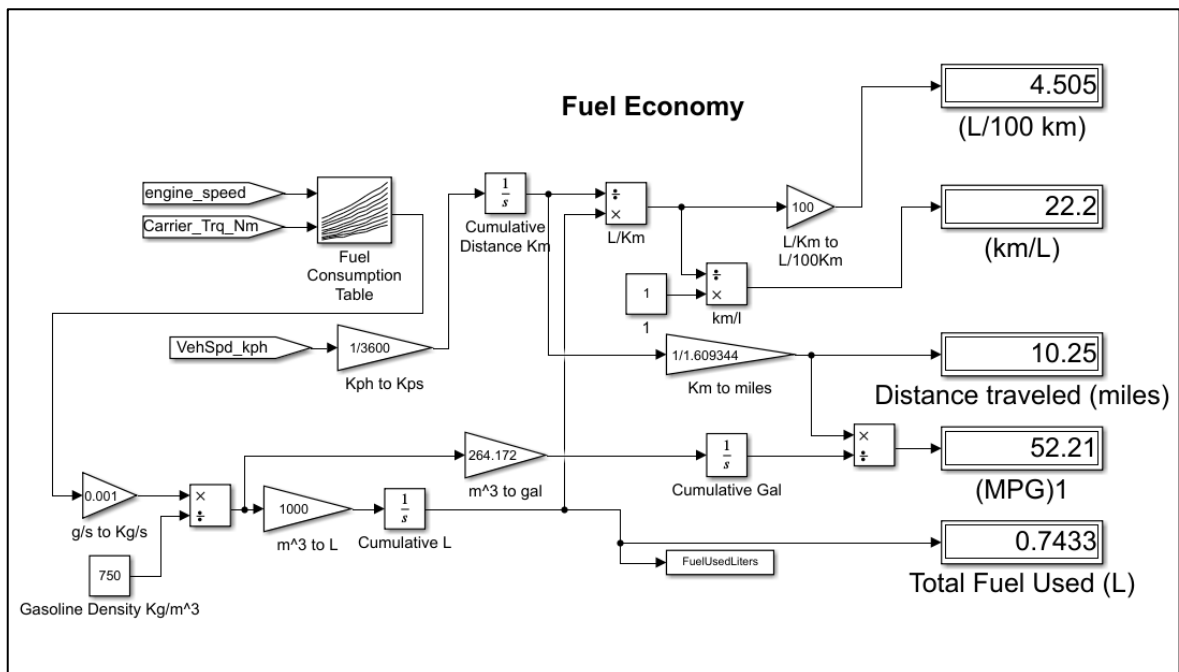 Fuel Economy
4.505
(L/100 km)
engine_speed
Carrier_Trq_Nm
Fuel
Consumption
Table
1
s
Cumulative
Distance Km
÷
×
L/Km
100
L/Km to
L/100Km
22.2
(km/L)
1
1
÷
×
km/l
VehSpd_kph
1/3600
Kph to Kps
1/1.609344
Km to miles
10.25
Distance traveled (miles)
264.172
m^3 to gal
1
s
Cumulative Gal
×
÷
52.21
(MPG)1
0.001
g/s to Kg/s
×
÷
1000
m^3 to L
1
s
Cumulative L
FuelUsedLiters
0.7433
Total Fuel Used (L)
750
Gasoline Density Kg/m^3